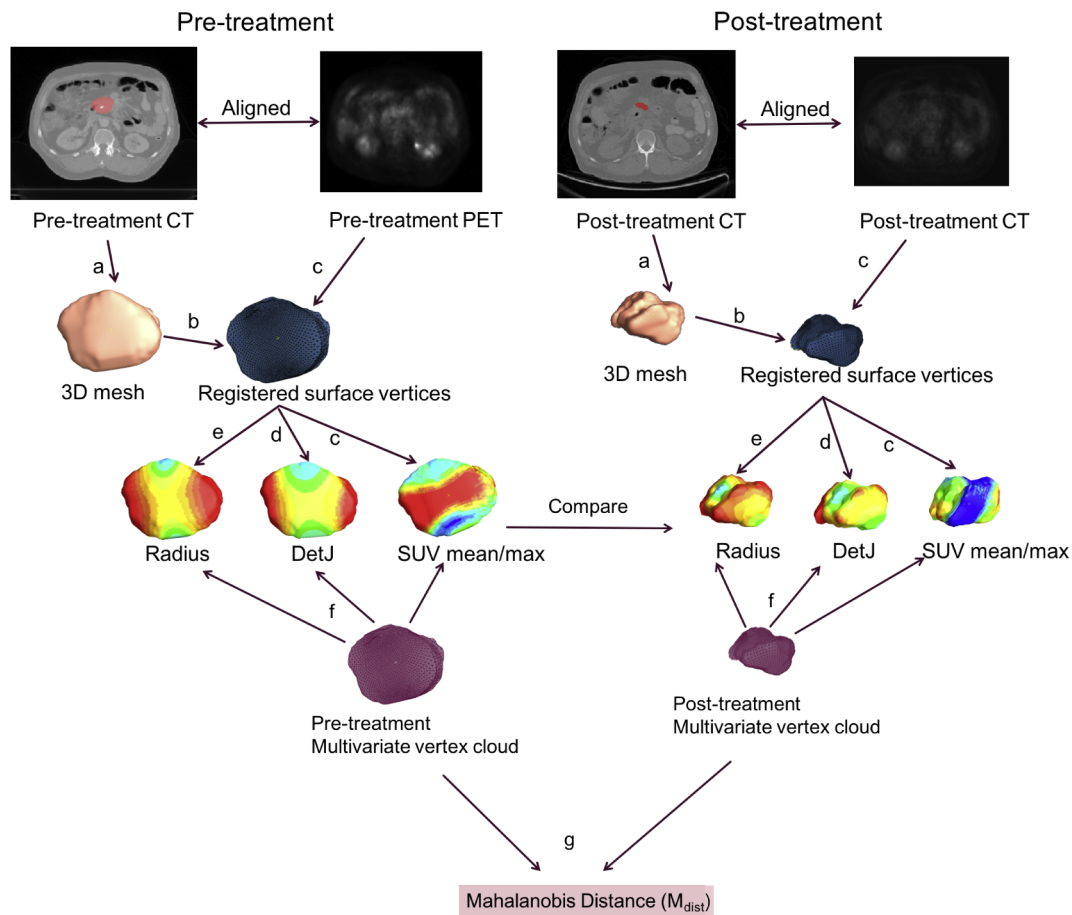 Pre-treatment
Post-treatment
Aligned
Aligned
Pre-treatment CT
Pre-treatment PET
Post-treatment CT
Post-treatment CT
a
c
a
c
b
b
3D mesh
Registered surface vertices
3D mesh
Registered surface vertices
e
d
c
e
d
c
Compare
Radius
DetJ
SUV mean/max
Radius
DetJ
SUV mean/max
f
f
Pre-treatment
Multivariate vertex cloud
Post-treatment
Multivariate vertex cloud
g
Mahalanobis Distance (Mdist)